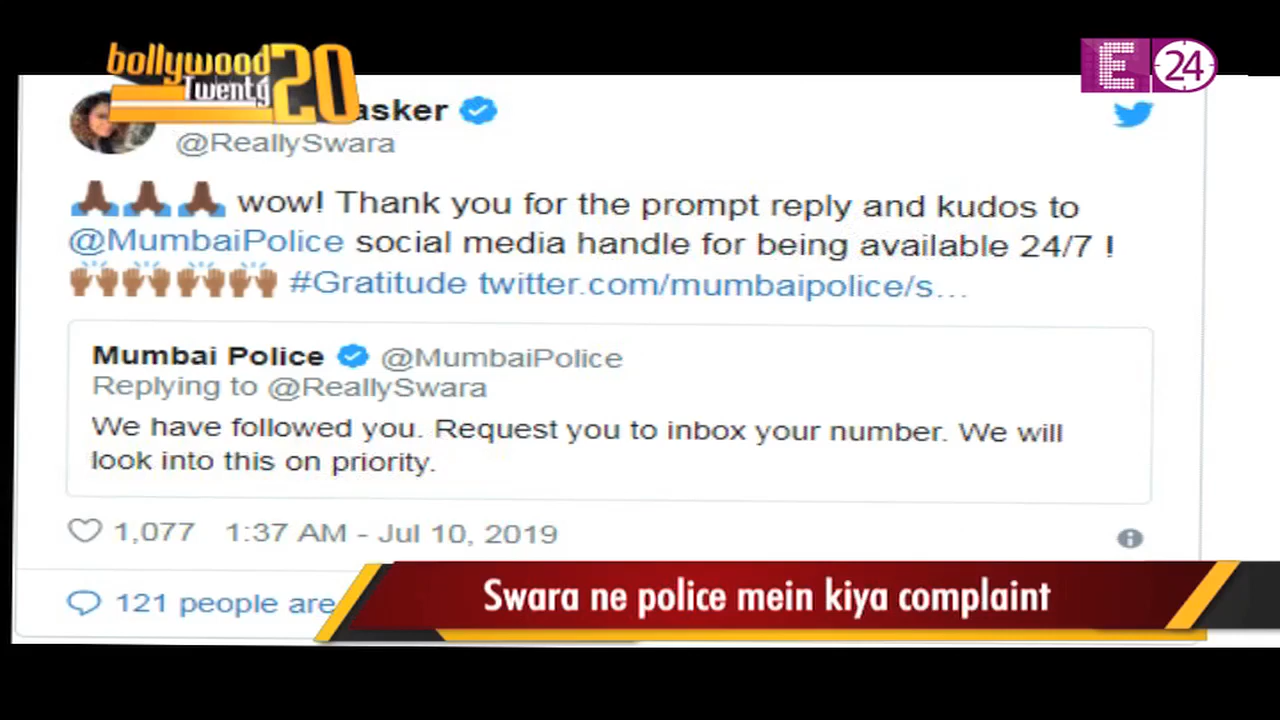 bollywood
Twenty
20
E 24
asker
@ReallySwara
🙏🏾🙏🏾🙏🏾 wow! Thank you for the prompt reply and kudos to
@MumbaiPolice social media handle for being available 24/7 !
🙌🏽🙌🏽🙌🏽🙌🏽 #Gratitude twitter.com/mumbaipolice/s…
Mumbai Police @MumbaiPolice
Replying to @ReallySwara
We have followed you. Request you to inbox your number. We will
look into this on priority.
1,077 1:37 AM - Jul 10, 2019
121 people are
Swara ne police mein kiya complaint